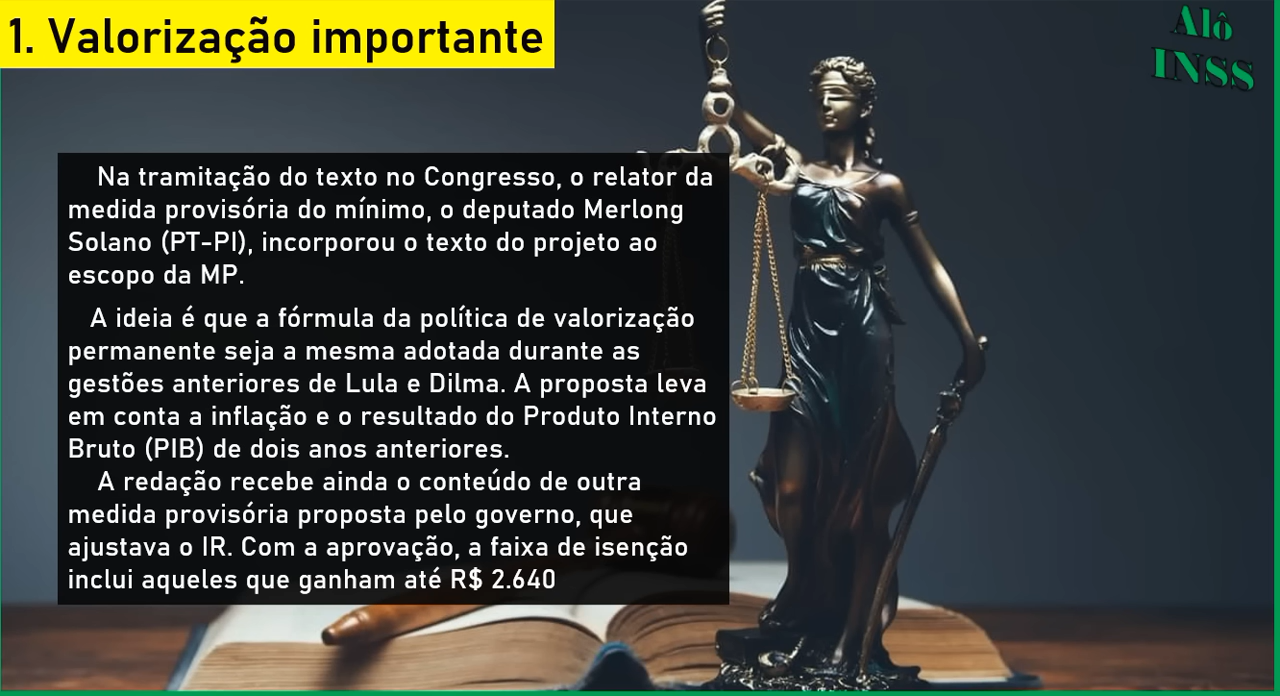 1. Valorização importante
Alô
INSS
Na tramitação do texto no Congresso, o relator da
medida provisória do mínimo, o deputado Merlong
Solano (PT-PI), incorporou o texto do projeto ao
escopo da MP.
A ideia é que a fórmula da política de valorização
permanente seja a mesma adotada durante as
gestões anteriores de Lula e Dilma. A proposta leva
em conta a inflação e o resultado do Produto Interno
Bruto (PIB) de dois anos anteriores.
A redação recebe ainda o conteúdo de outra
medida provisória proposta pelo governo, que
ajustava o IR. Com a aprovação, a faixa de isenção
inclui aqueles que ganham até R$ 2.640